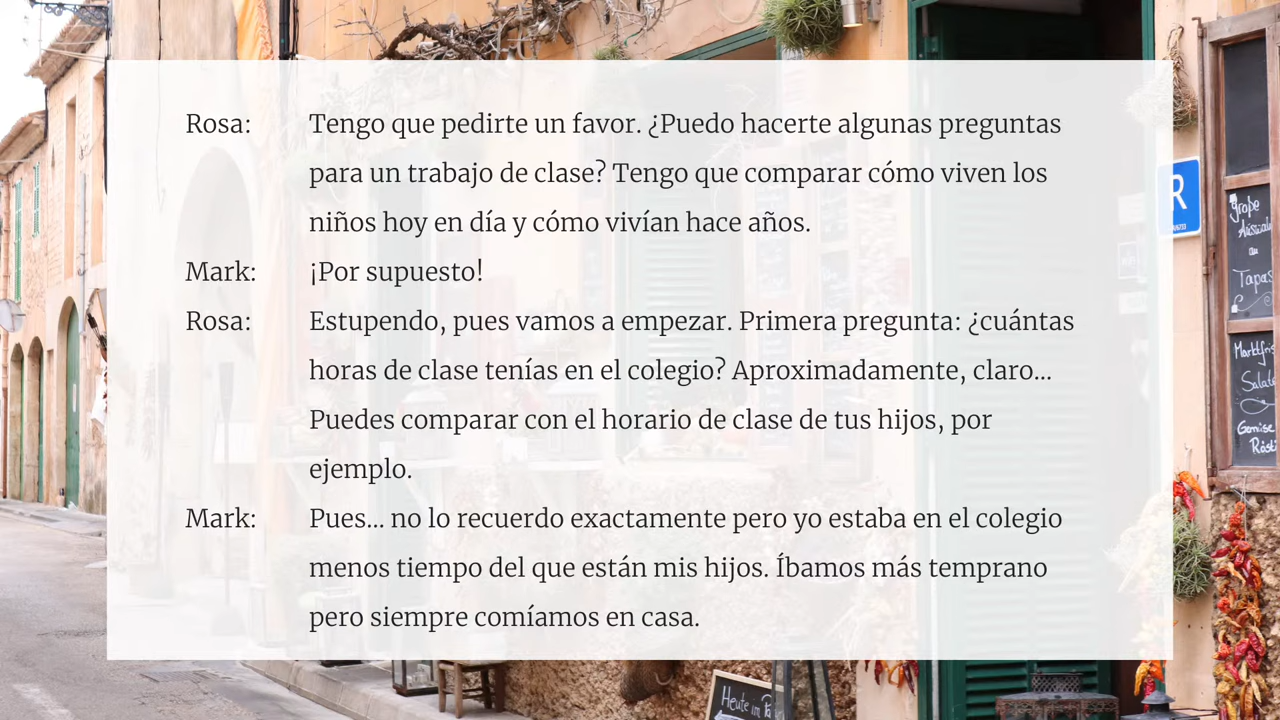 Rosa: Tengo que pedirte un favor. ¿Puedo hacerte algunas preguntas
para un trabajo de clase? Tengo que comparar cómo viven los
niños hoy en día y cómo vivían hace años.
Mark: ¡Por supuesto!
Rosa: Estupendo, pues vamos a empezar. Primera pregunta: ¿cuántas
horas de clase tenías en el colegio? Aproximadamente, claro...
Puedes comparar con el horario de clase de tus hijos, por
ejemplo.
Mark: Pues... no lo recuerdo exactamente pero yo estaba en el colegio
menos tiempo del que están mis hijos. Íbamos más temprano
pero siempre comíamos en casa.
R
Tapas
Heute im